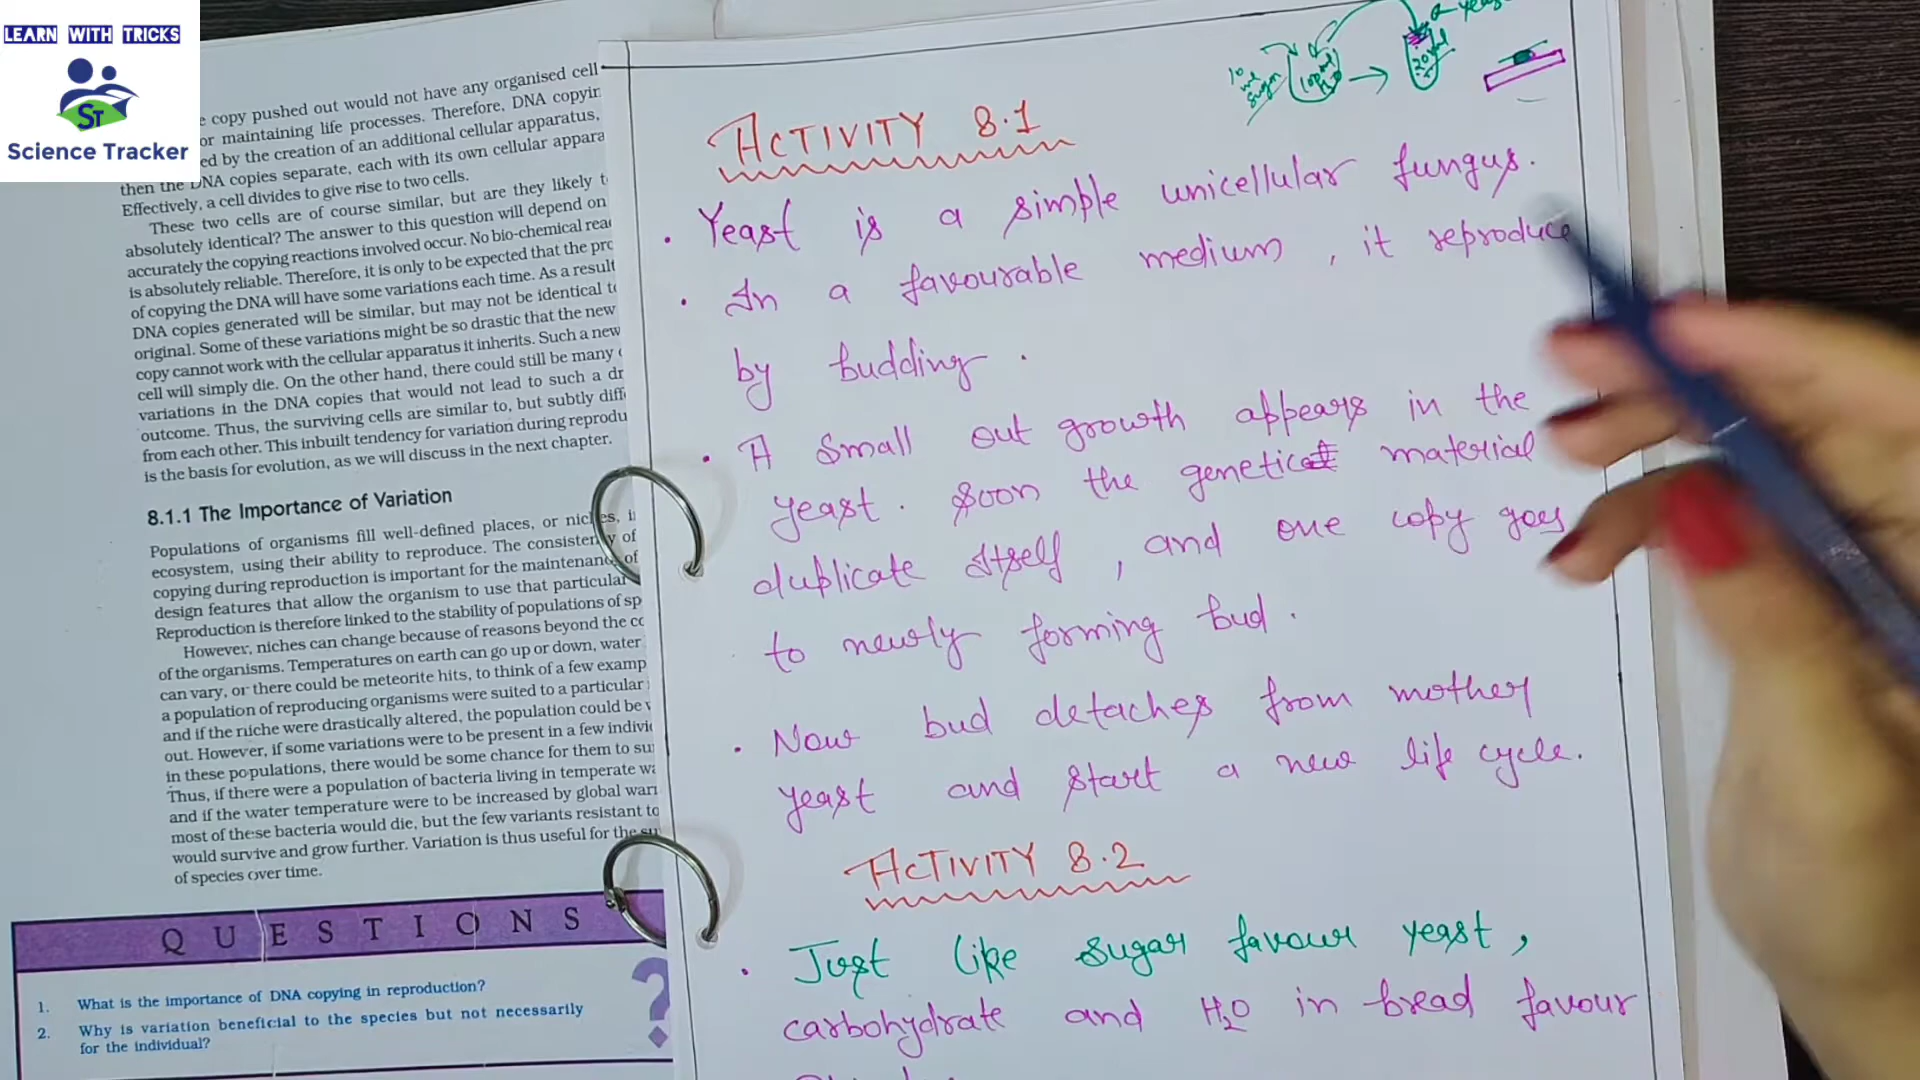 LEARN WITH TRICKS
ST
Science Tracker
copy pushed out would not have any organised cell
or maintaining life processes. Therefore, DNA
ed by the creation of an additional cellular apparatus,
then the DNA copies separate, each with its own cellular
Effectively, a cell divides to give rise to two cells.
These two cells are of course similar, but are they likely
absolutely identical? The answer to this question will depend on
accurately the copying reactions involved occur. No bio-chemical
is absolutely reliable. Therefore, it is only to be expected that the
of copying the DNA will have some variations each time. As a result
DNA copies generated will be similar, but may not be identical
original. Some of these variations might be so drastic that the new
copy cannot work with the cellular apparatus it inherits. Such a new
cell will simply die. On the other hand, there could still be many
variations in the DNA copies that would not lead to such a
outcome. Thus, the surviving cells are similar to, but subtly
from each other. This inbuilt tendency for variation during
is the basis for evolution, as we will discuss in the next chapter.
8.1.1 The Importance of Variation
Populations of organisms fill well-defined places, or niches,
ecosystem, using their ability to reproduce. The consistency of
copying during reproduction is important for the maintenance of
design features that allow the organism to use that particular
Reproduction is therefore linked to the stability of populations of
However, niches can change because of reasons beyond the
of the organisms. Temperatures on earth can go up or down, water
can vary, or there could be meteorite hits, to think of a few
a population of reproducing organisms were suited to a particular
and if the niche were drastically altered, the population could be
out. However, if some variations were to be present in a few
in these populations, there would be some chance for them to
Thus, if there were a population of bacteria living in temperate
and if the water temperature were to be increased by global
most of these bacteria would die, but the few variants resistant to
would survive and grow further. Variation is thus useful for the
of species over time.
QUESTIONS
1. What is the importance of DNA copying in reproduction?
2. Why is variation beneficial to the species but not necessarily
for the individual?
?
10
sugar
20 ml
ACTIVITY 8.1
. Yeast is a simple unicellular fungus.
. In a favourable medium, it reproduce
by budding.
. A small out growth appears in the
yeast. Soon the genetic material
duplicate itself, and one copy goes
to newly forming bud.
. Now bud detaches from mother
yeast and start a new life cycle.
ACTIVITY 8.2
. Just like sugar favour yeast,
carbohydrate and H2O in bread favour